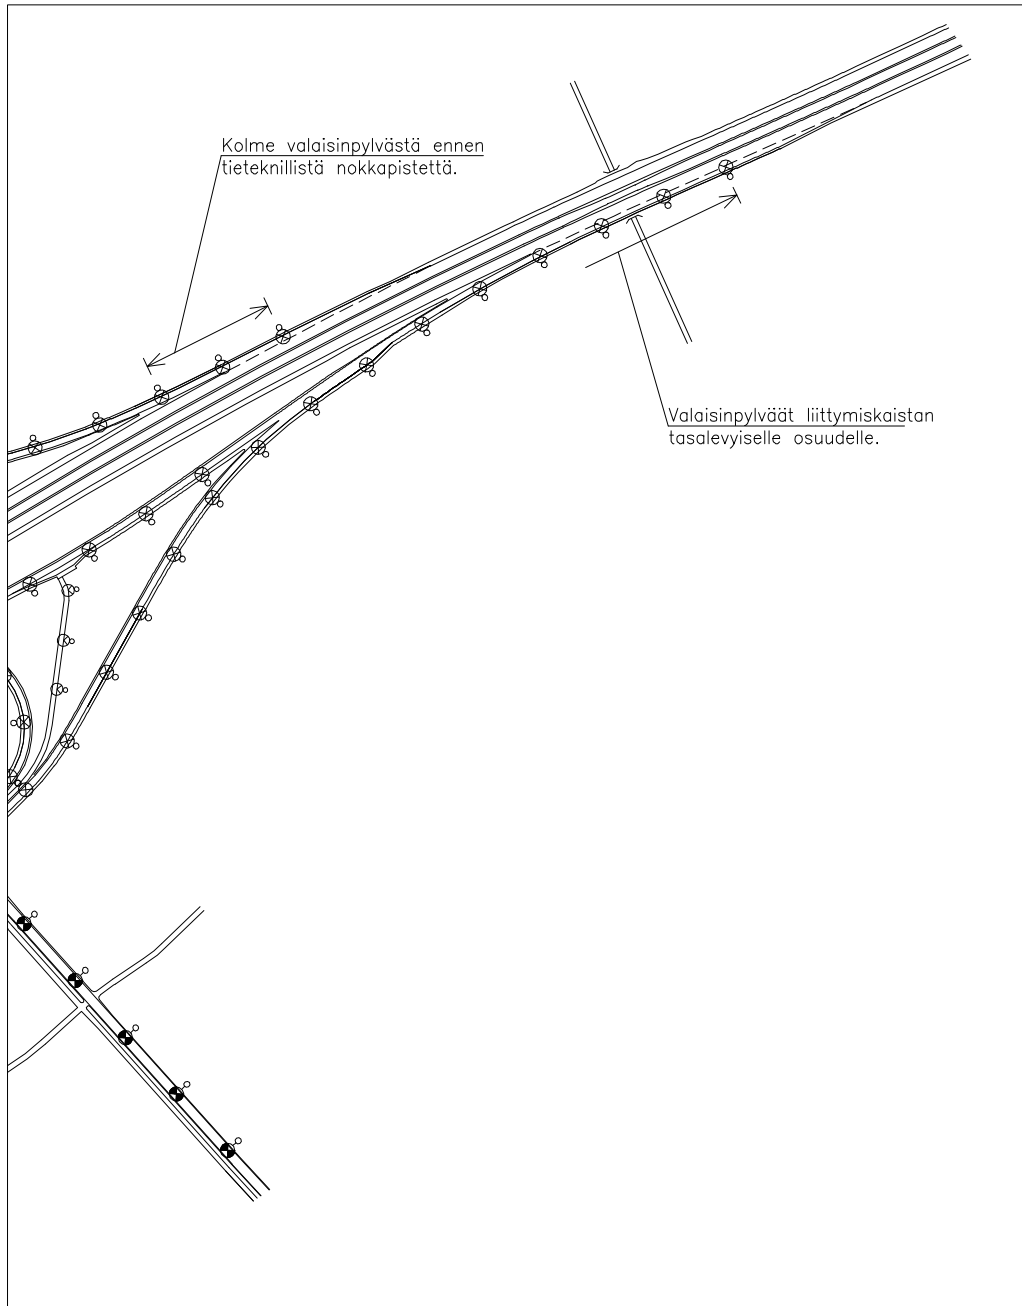 Kolme valaisinpylvästä ennen
tieteknillistä nokkapistettä.
Valaisinpylväät liittymiskaistan
tasalevyiselle osuudelle.